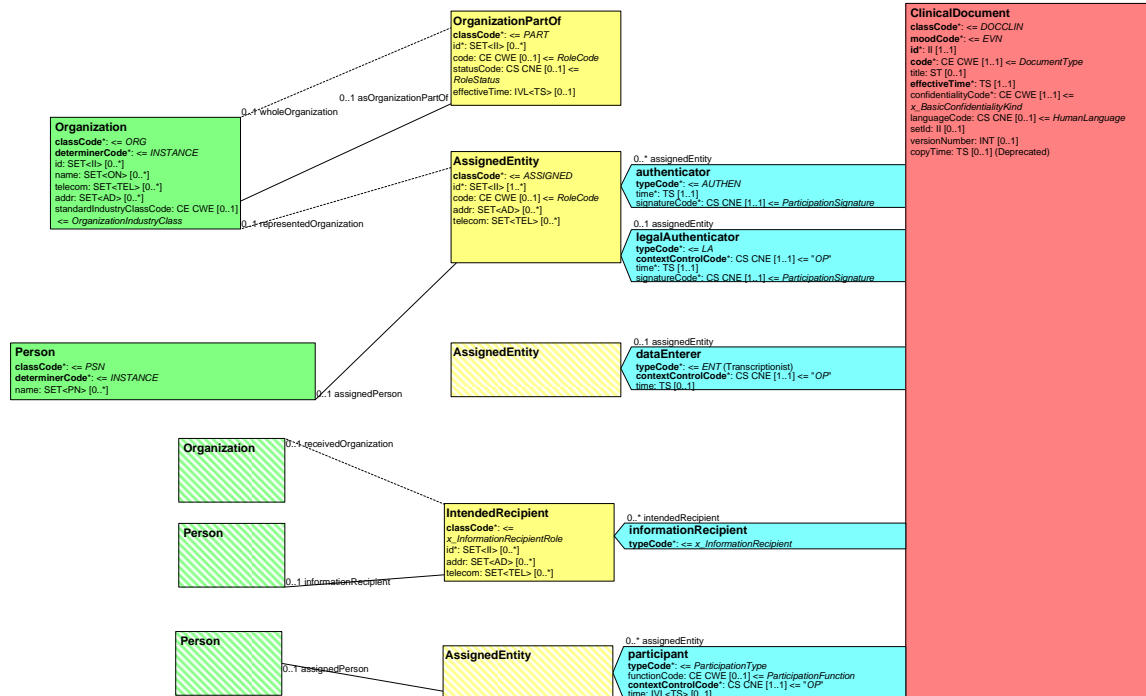 OrganizationPartOf
classCode*: <= PART
id*: SET<II> [0..*]
code: CE CWE [0..1] <= RoleCode
statusCode: CS CNE [0..1] <=
RoleStatus
effectiveTime: IVL<TS> [0..1]
0..1 asOrganizationPartOf
0..1 wholeOrganization
Organization
classCode*: <= ORG
determinerCode*: <= INSTANCE
id: SET<II> [0..*]
name: SET<ON> [0..*]
telecom: SET<TEL> [0..*]
addr: SET<AD> [0..*]
standardIndustryClassCode: CE CWE [0..1]
<= OrganizationIndustryClass
0..1 representedOrganization
AssignedEntity
classCode*: <= ASSIGNED
id*: SET<II> [1..*]
code: CE CWE [0..1] <= RoleCode
addr: SET<AD> [0..*]
telecom: SET<TEL> [0..*]
0..* assignedEntity
authenticator
typeCode*: <= AUTHEN
time*: TS [1..1]
signatureCode*: CS CNE [1..1] <= ParticipationSignature
0..1 assignedEntity
legalAuthenticator
typeCode*: <= LA
contextControlCode*: CS CNE [1..1] <= "OP"
time*: TS [1..1]
signatureCode*: CS CNE [1..1] <= ParticipationSignature
ClinicalDocument
classCode*: <= DOCCLIN
moodCode*: <= EVN
id*: II [1..1]
code*: CE CWE [1..1] <= DocumentType
title: ST [0..1]
effectiveTime*: TS [1..1]
confidentialityCode*: CE CWE [1..1] <=
x_BasicConfidentialityKind
languageCode: CS CNE [0..1] <= HumanLanguage
setId: II [0..1]
versionNumber: INT [0..1]
copyTime: TS [0..1] (Deprecated)
Person
classCode*: <= PSN
determinerCode*: <= INSTANCE
name: SET<PN> [0..*]
0..1 assignedPerson
AssignedEntity
0..1 assignedEntity
dataEnterer
typeCode*: <= ENT (Transcriptionist)
contextControlCode*: CS CNE [1..1] <= "OP"
time: TS [0..1]
Organization
0..1 receivedOrganization
Person
0..1 informationRecipient
IntendedRecipient
classCode*: <=
x_InformationRecipientRole
id*: SET<II> [0..*]
addr: SET<AD> [0..*]
telecom: SET<TEL> [0..*]
0..* intendedRecipient
informationRecipient
typeCode*: <= x_InformationRecipient
Person
0..1 assignedPerson
AssignedEntity
0..* assignedEntity
participant
typeCode*: <= ParticipationType
functionCode: CE CWE [0..1] <= ParticipationFunction
contextControlCode*: CS CNE [1..1] <= "OP"
time: IVL<TS> [0..1]